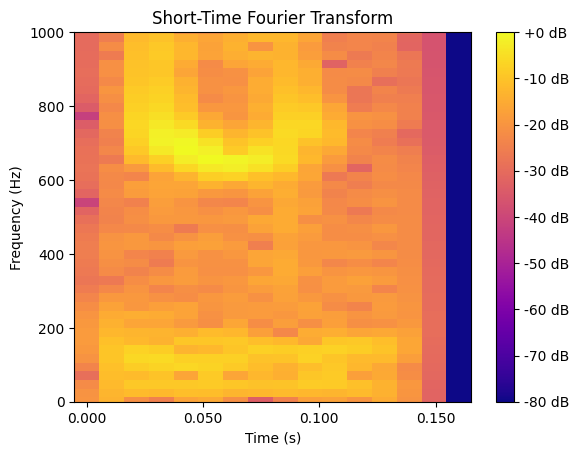 Short-Time Fourier Transform
1000
800
600
400
200
0
Frequency (Hz)
0.000
0.050
0.100
0.150
Time (s)
+0 dB
-10 dB
-20 dB
-30 dB
-40 dB
-50 dB
-60 dB
-70 dB
-80 dB